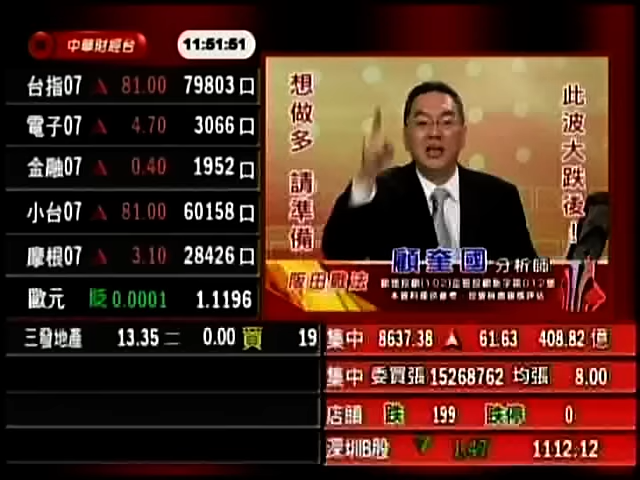 中華財經台
11:51:51
台指07 ▲ 81.00 79803口
電子07 ▲ 4.70 3066口
金融07 ▲ 0.40 1952口
小台07 ▲ 81.00 60158口
摩根07 ▲ 3.10 28426口
歐元 貶 0.0001 1.1196
想做多 請準備
此波大跌後！
顧奎國 分析師
阪田戰法
三發地產 13.35 二 0.00 買 19
集中 8637.38 ▲ 61.63 408.82 億
集中 委買張 15268762 均張 8.00
店頭 跌 199 跌停 0
深圳B股 ▼ 1.47 1112.12